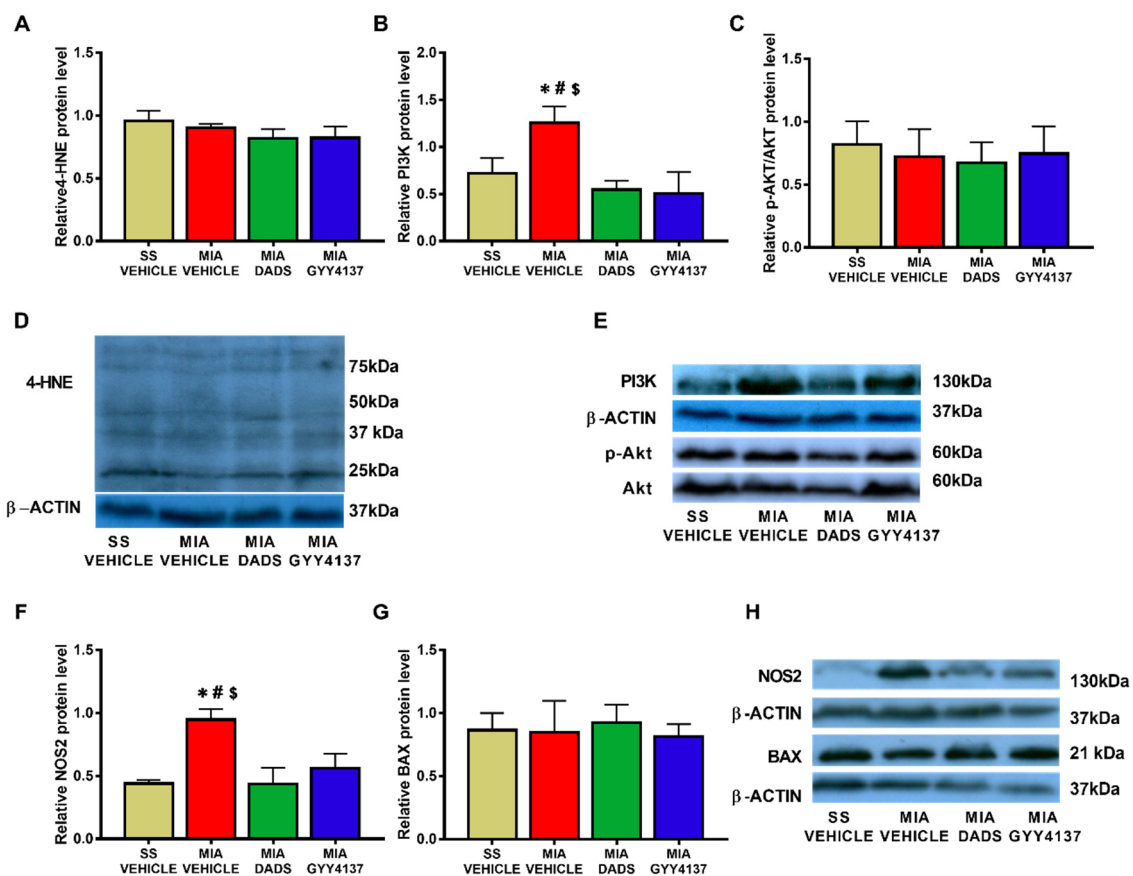 A
Relative4-HNE protein level
1.5
1.0
0.5
0.0
SS VEHICLE
MIA VEHICLE
MIA DADS
MIA GYY4137
B
Relative PI3K protein level
2.0
1.5
1.0
0.5
0.0
* # $
SS VEHICLE
MIA VEHICLE
MIA DADS
MIA GYY4137
C
Relative p-AKT/AKT protein level
1.5
1.0
0.5
0.0
SS VEHICLE
MIA VEHICLE
MIA DADS
MIA GYY4137
D
4-HNE
75kDa
50kDa
37 kDa
25kDa
β-ACTIN
37kDa
SS VEHICLE
MIA VEHICLE
MIA DADS
MIA GYY4137
E
PI3K
130kDa
β-ACTIN
37kDa
p-Akt
60kDa
Akt
60kDa
SS VEHICLE
MIA VEHICLE
MIA DADS
MIA GYY4137
F
Relative NOS2 protein level
1.5
1.0
0.5
0.0
* # $
SS VEHICLE
MIA VEHICLE
MIA DADS
MIA GYY4137
G
Relative BAX protein level
1.5
1.0
0.5
0.0
SS VEHICLE
MIA VEHICLE
MIA DADS
MIA GYY4137
H
NOS2
130kDa
β-ACTIN
37kDa
BAX
21 kDa
β-ACTIN
37kDa
SS VEHICLE
MIA VEHICLE
MIA DADS
MIA GYY4137